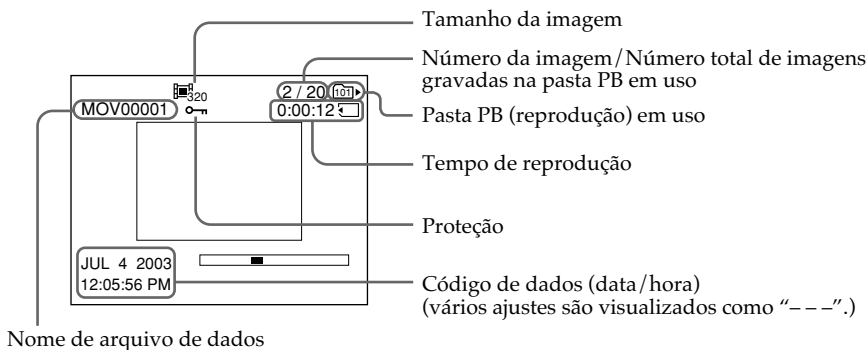 Tamanho da imagem
Número da imagem/Número total de imagens
gravadas na pasta PB em uso
Pasta PB (reprodução) em uso
Tempo de reprodução
Proteção
Código de dados (data/hora)
(vários ajustes são visualizados como “– – –”.)
320
2 / 20
101
MOV00001
0:00:12
JUL 4 2003
12:05:56 PM
Nome de arquivo de dados